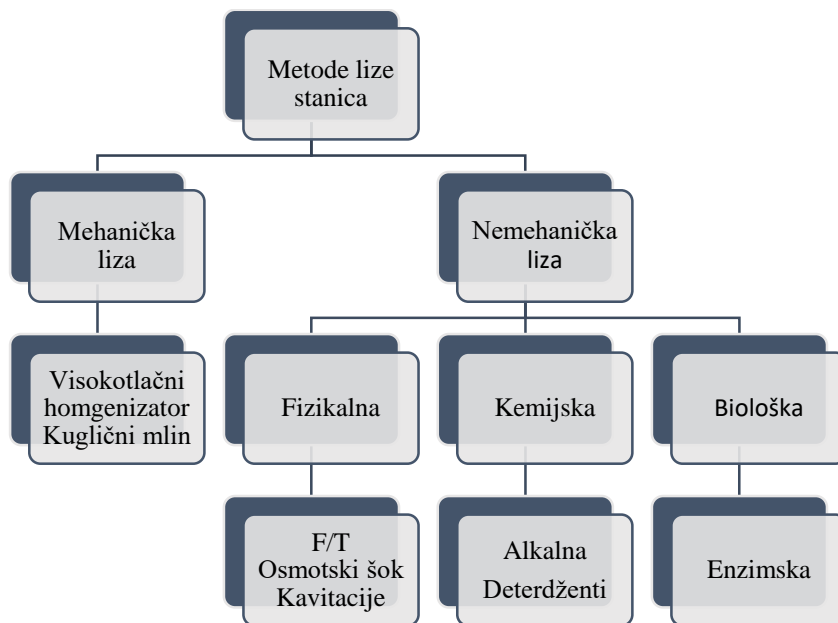 Metode lize
stanica
Mehanička
liza
Nemehanička
liza
Visokotlačni
homgenizator
Kuglični mlin
Fizikalna
Kemijska
Biološka
F/T
Osmotski šok
Kavitacije
Alkalna
Deterdženti
Enzimska